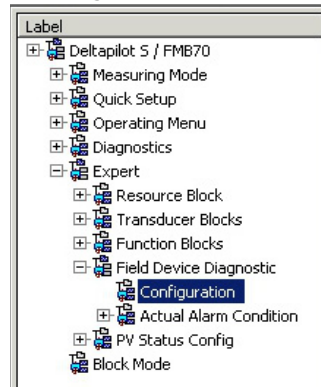 Label
Deltapilot S / FMB70
Measuring Mode
Quick Setup
Operating Menu
Diagnostics
Expert
Resource Block
Transducer Blocks
Function Blocks
Field Device Diagnostic
Configuration
Actual Alarm Condition
PV Status Config
Block Mode